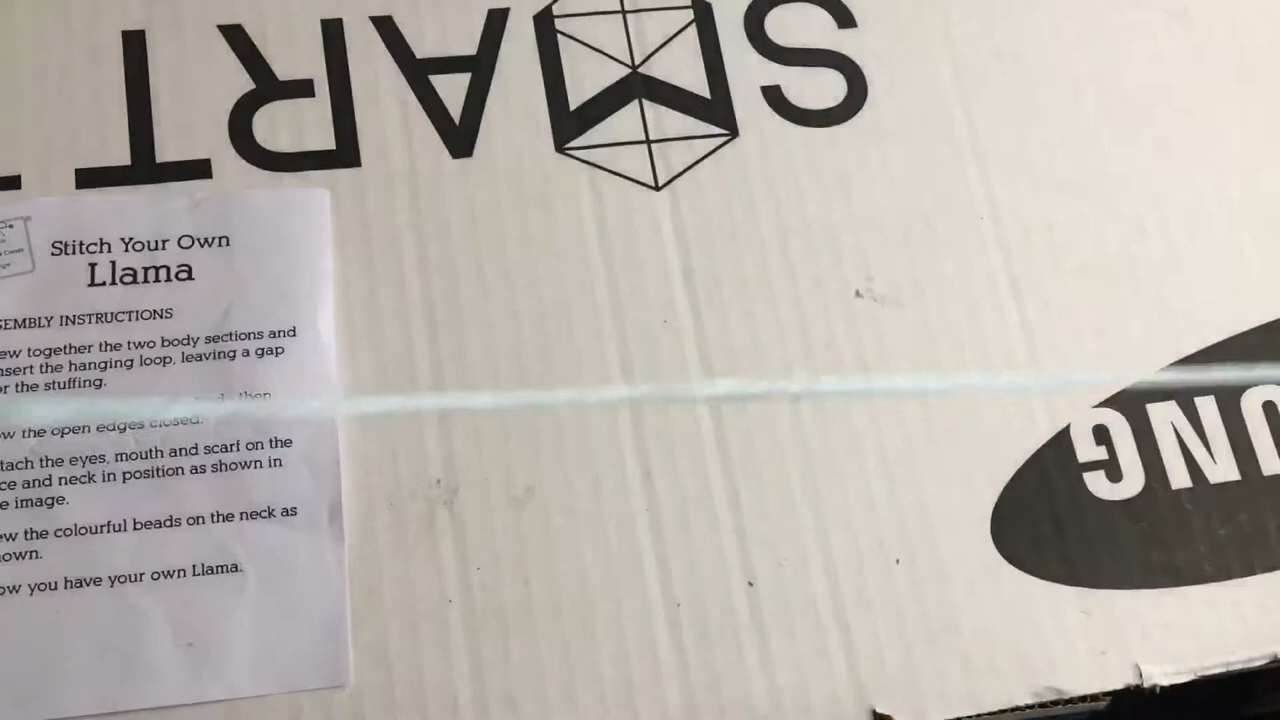 SMART T
UNG
Stitch Your Own
Llama
SEMBLY INSTRUCTIONS
ew together the two body sections and
nsert the hanging loop, leaving a gap
or the stuffing.
then
ow the open edges closed.
tach the eyes, mouth and scarf on the
ce and neck in position as shown in
e image.
ew the colourful beads on the neck as
own.
ow you have your own Llama.